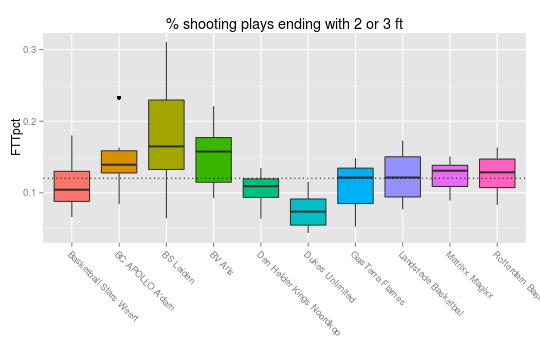 % shooting plays ending with 2 or 3 ft
FTTpct
0.3
0.2
0.1
Basketball Stars Weert
BC APOLLO A'dam
BS Leiden
BV Aris
Den Helder Kings Noordkop
Dukes Unlimited
GasTerra Flames
Landstede Basketbal
Matrixx Magixx
Rotterdam Bas